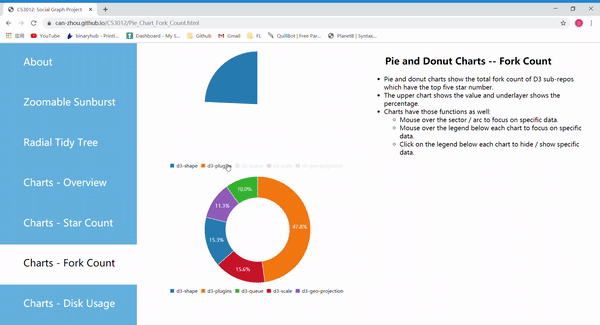 CS3012: Social Graph Project
can-zhou.github.io/CS3012/Pie_Chart_Fork_Count.html
应用
YouTube
binaryhub - Printi...
Dashboard - My S...
Github
Gmail
FL
QuillBot | Free Par...
PlanetB | Syntax...
About
Zoomable Sunburst
Radial Tidy Tree
Charts - Overview
Charts - Star Count
Charts - Fork Count
Charts - Disk Usage
d3-shape
d3-plugins
d3-queue
d3-scale
d3-geo-projection
10.0%
11.3%
47.8%
15.3%
15.6%
d3-shape
d3-plugins
d3-queue
d3-scale
d3-geo-projection
Pie and Donut Charts -- Fork Count
Pie and donut charts show the total fork count of D3 sub-repos
which have the top five star number.
The upper chart shows the value and underlayer shows the
percentage.
Charts have those functions as well:
Mouse over the sector / arc to focus on specific data.
Mouse over the legend below each chart to focus on specific
data.
Click on the legend below each chart to hide / show specific
data.